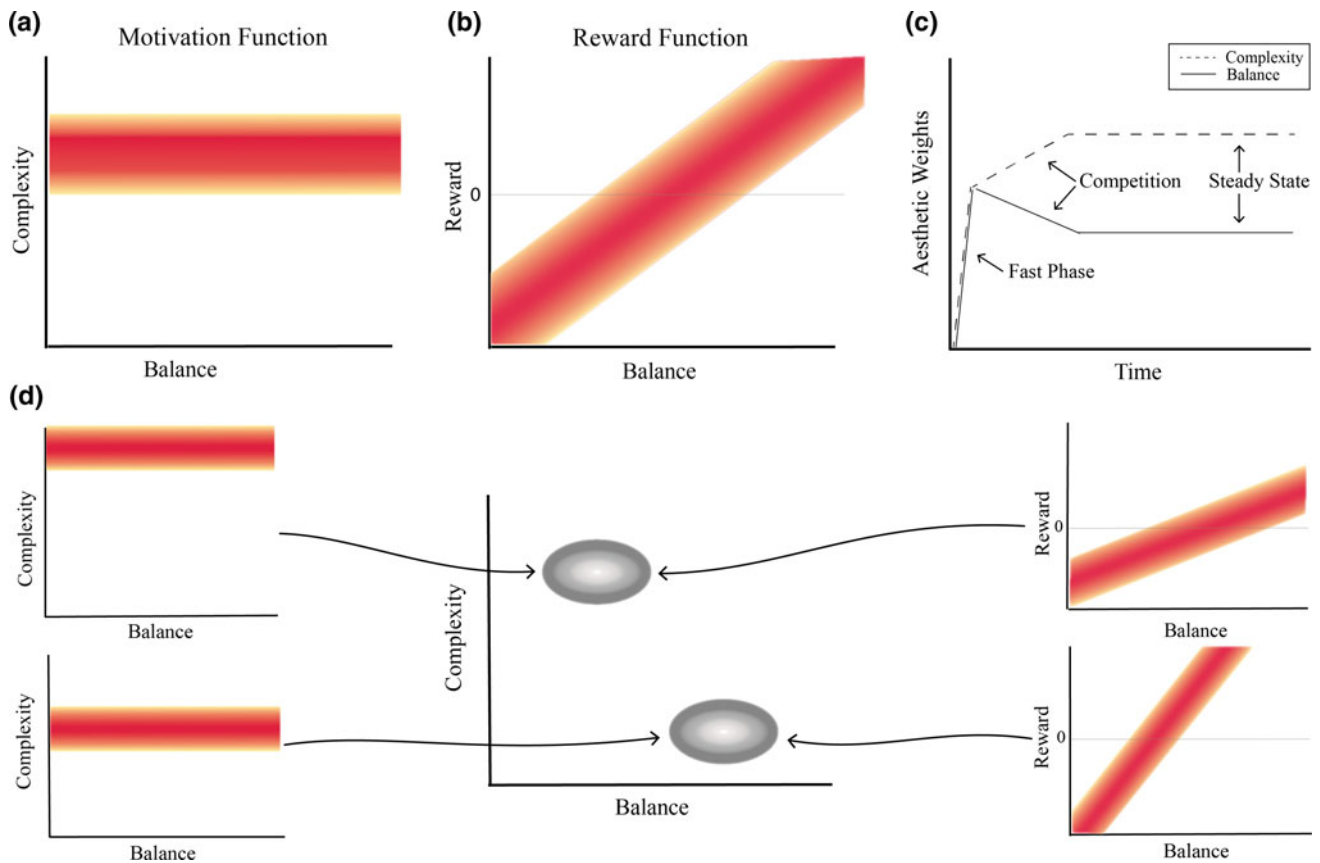 (a)
Motivation Function
Complexity
Balance
(b)
Reward Function
Reward
0
Balance
(c)
Complexity
Balance
Aesthetic Weights
Competition
Steady State
Fast Phase
Time
(d)
Complexity
Balance
Complexity
Balance
Complexity
Balance
Reward
0
Balance
Reward
0
Balance